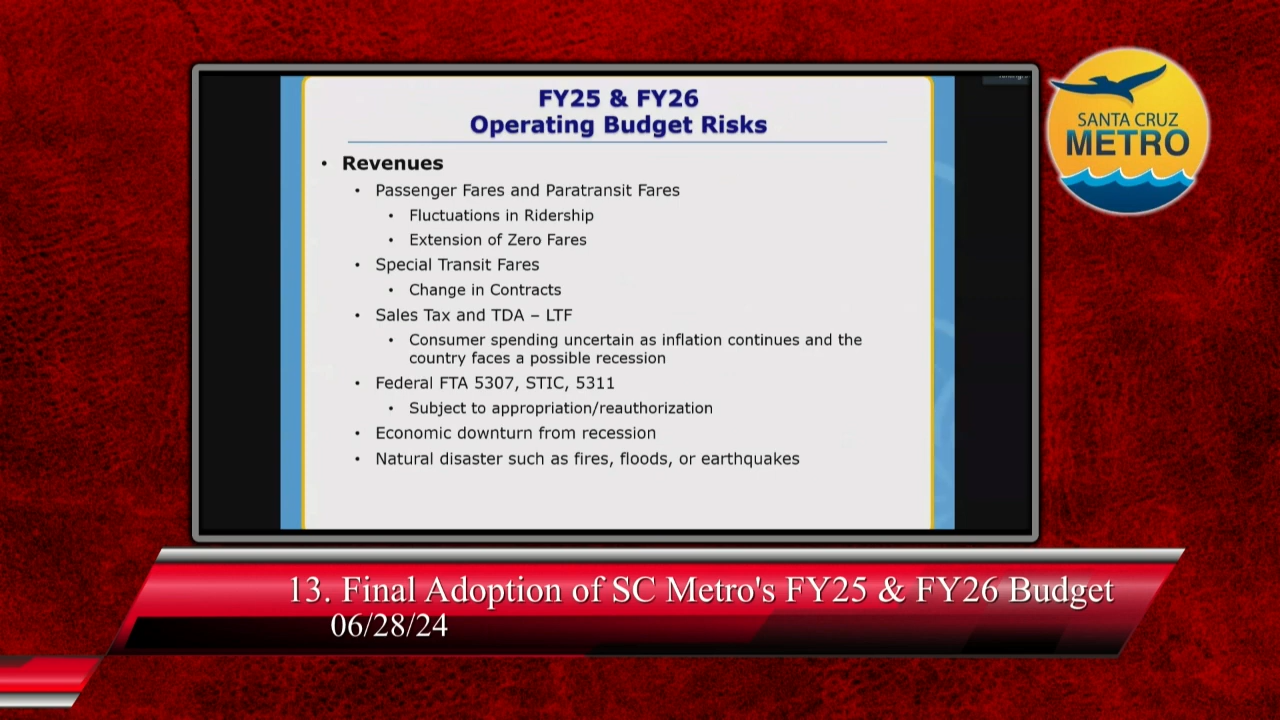 FY25 & FY26
Operating Budget Risks
• Revenues
• Passenger Fares and Paratransit Fares
• Fluctuations in Ridership
• Extension of Zero Fares
• Special Transit Fares
• Change in Contracts
• Sales Tax and TDA – LTF
• Consumer spending uncertain as inflation continues and the
country faces a possible recession
• Federal FTA 5307, STIC, 5311
• Subject to appropriation/reauthorization
• Economic downturn from recession
• Natural disaster such as fires, floods, or earthquakes
SANTA CRUZ
METRO
13. Final Adoption of SC Metro's FY25 & FY26 Budget
06/28/24